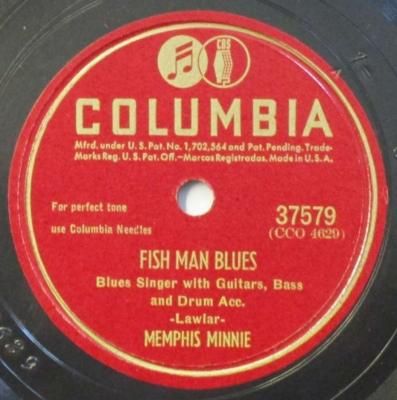 CBS
COLUMBIA
Mfrd. under U.S. Pat. No. 1,702,564 and Pat. Pending. Trade-
Marks Reg. U.S. Pat. Off.—Marcas Registradas. Made in U.S.A.
For perfect tone
use Columbia Needles
37579
(CCO 4629)
FISH MAN BLUES
Blues Singer with Guitars, Bass
and Drum Acc.
-Lawlar-
MEMPHIS MINNIE